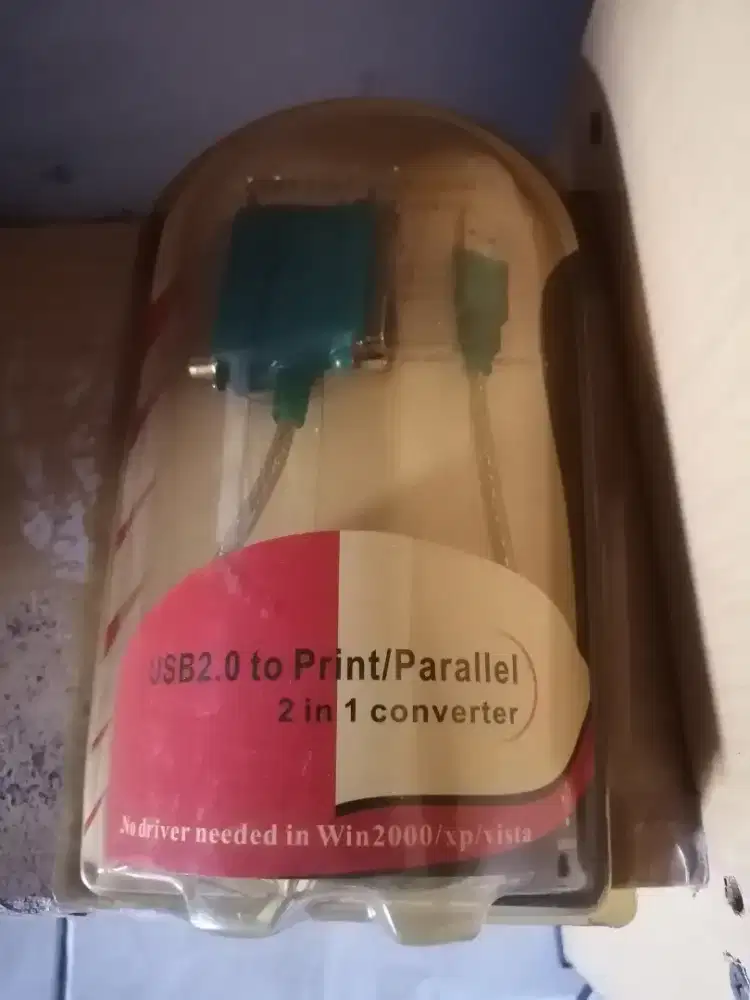 USB2.0 to Print/Parallel
2 in 1 converter
No driver needed in Win2000/xp/vista